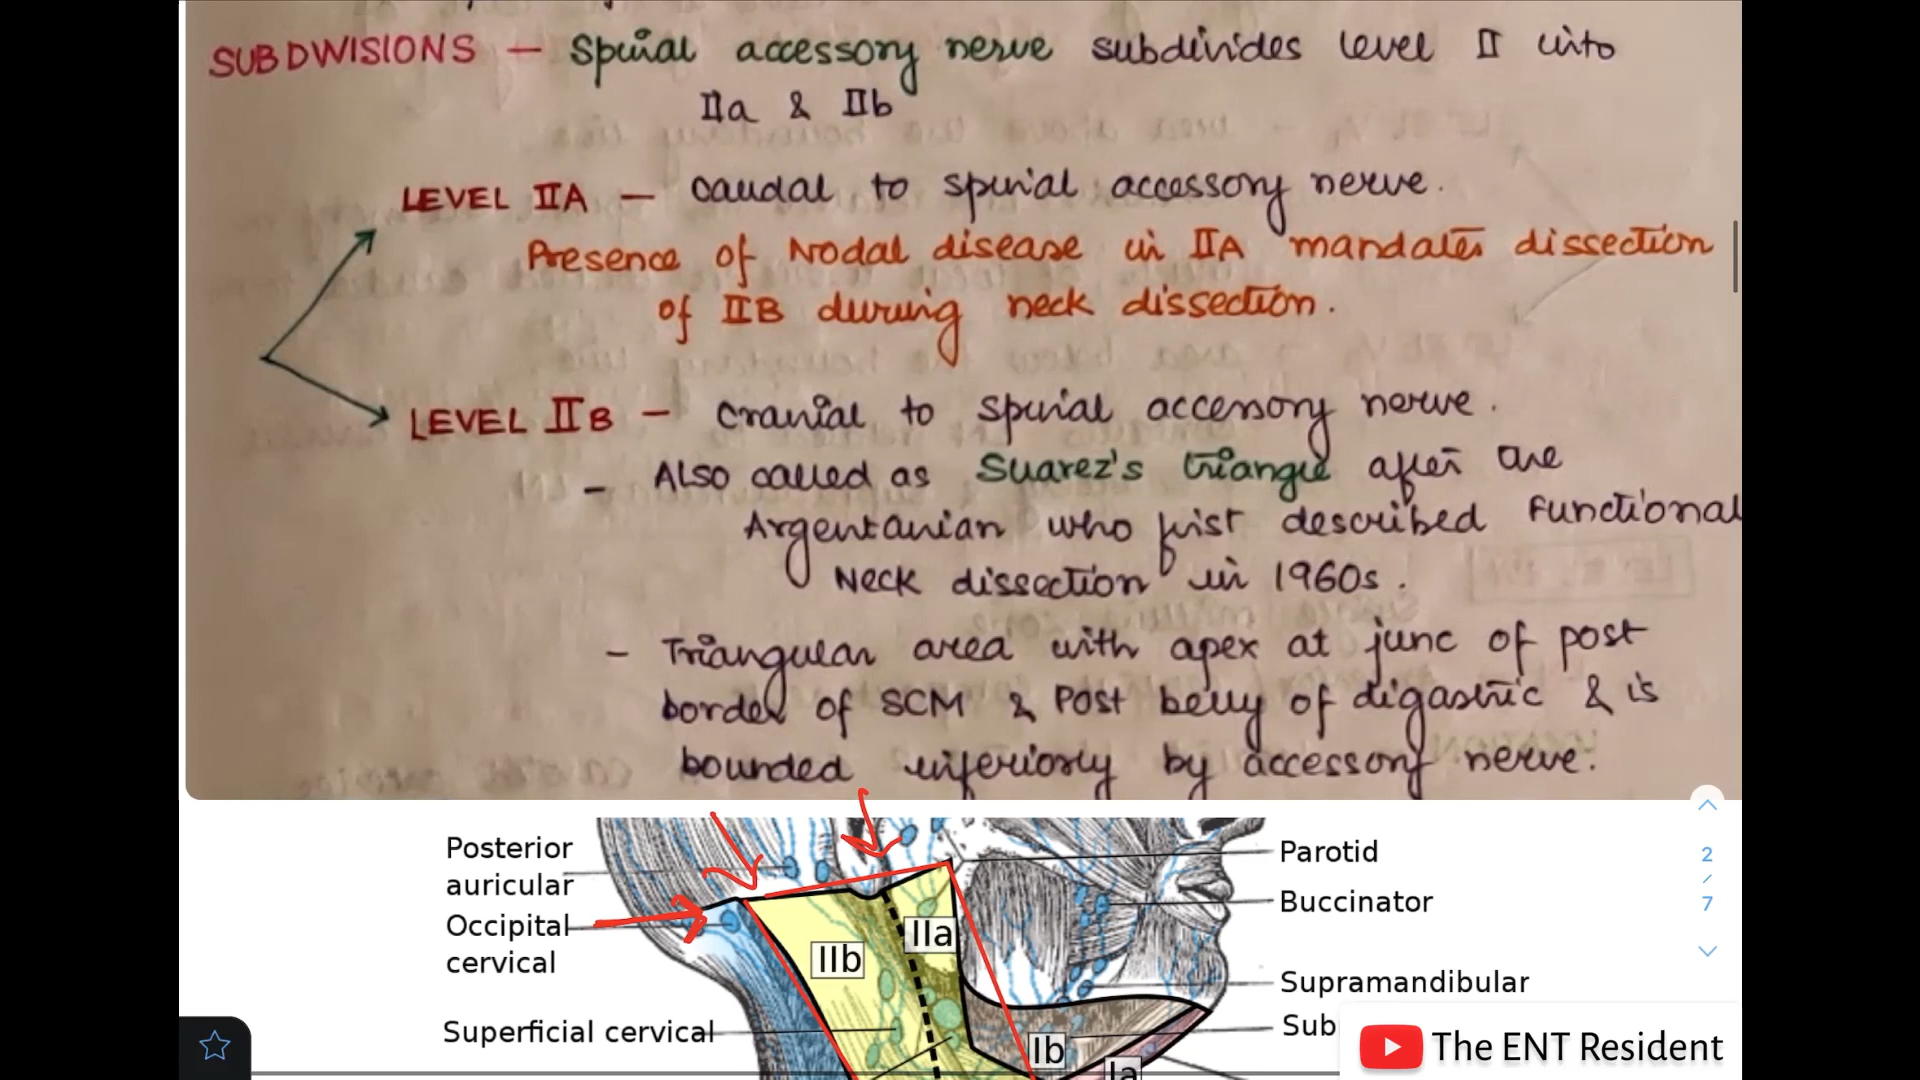 SUBDIVISIONS — Spinal accessory nerve subdivides level II into
IIa & IIb
LEVEL IIA — caudal to spinal accessory nerve.
Presence of Nodal disease in IIA mandates dissection
of IIB during neck dissection.
LEVEL IIB — cranial to spinal accessory nerve.
- Also called as Suarez's triangle after the
Argentanian who first described Functional
Neck dissection in 1960s.
- Triangular area with apex at junc of post
border of SCM & Post belly of digastric & is
bounded inferiorly by accessory nerve.
Posterior
auricular
Occipital
cervical
Superficial cervical
IIb
IIa
Ib
Ia
Parotid
Buccinator
Supramandibular
Sub
2
/
7
The ENT Resident